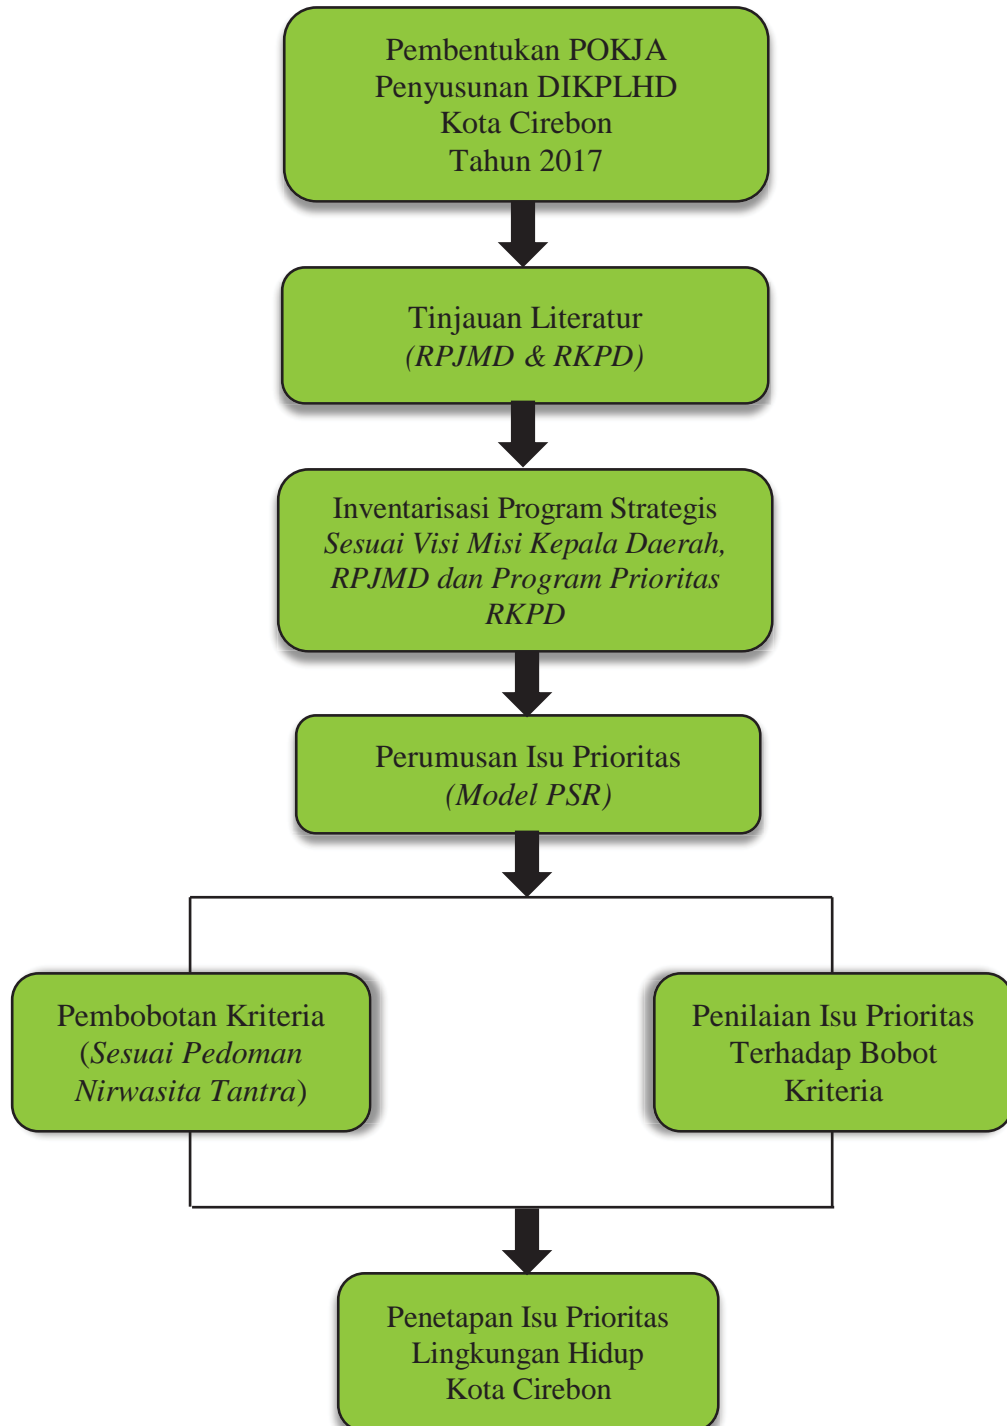 Pembentukan POKJA
Penyusunan DIKPLHD
Kota Cirebon
Tahun 2017
Tinjauan Literatur
(RPJMD & RKPD)
Inventarisasi Program Strategis
Sesuai Visi Misi Kepala Daerah,
RPJMD dan Program Prioritas
RKPD
Perumusan Isu Prioritas
(Model PSR)
Pembobotan Kriteria
(Sesuai Pedoman
Nirwasita Tantra)
Penilaian Isu Prioritas
Terhadap Bobot
Kriteria
Penetapan Isu Prioritas
Lingkungan Hidup
Kota Cirebon